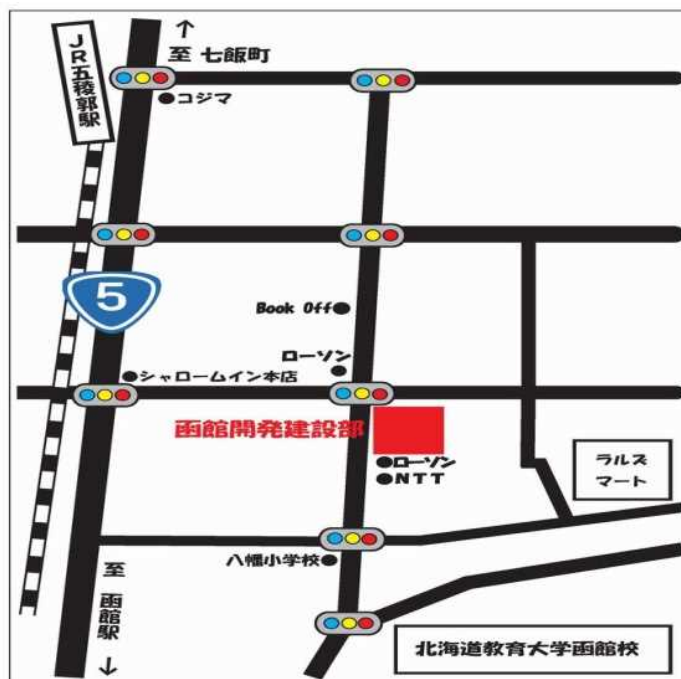 ↑
至 七飯町
JR五稜郭駅
コジマ
5
Book Off
ローソン
シャロームイン本店
函館開発建設部
ローソン
NTT
ラルズ
マート
八幡小学校
至 函館駅
↓
北海道教育大学函館校